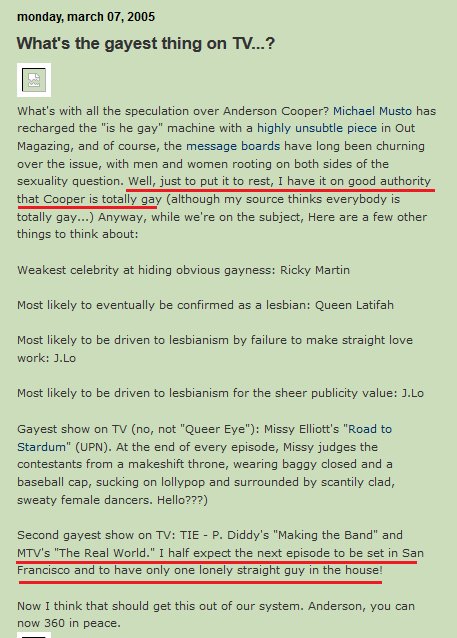 monday, march 07, 2005
What's the gayest thing on TV...?
What's with all the speculation over Anderson Cooper? Michael Musto has
recharged the "is he gay" machine with a highly unsubtle piece in Out
Magazing, and of course, the message boards have long been churning
over the issue, with men and women rooting on both sides of the
sexuality question. Well, just to put it to rest, I have it on good authority
that Cooper is totally gay (although my source thinks everybody is
totally gay...) Anyway, while we're on the subject, Here are a few other
things to think about:
Weakest celebrity at hiding obvious gayness: Ricky Martin
Most likely to eventually be confirmed as a lesbian: Queen Latifah
Most likely to be driven to lesbianism by failure to make straight love
work: J.Lo
Most likely to be driven to lesbianism for the sheer publicity value: J.Lo
Gayest show on TV (no, not "Queer Eye"): Missy Elliott's "Road to
Stardum" (UPN). At the end of every episode, Missy judges the
contestants from a makeshift throne, wearing baggy closed and a
baseball cap, sucking on lollypop and surrounded by scantily clad,
sweaty female dancers. Hello???)
Second gayest show on TV: TIE - P. Diddy's "Making the Band" and
MTV's "The Real World." I half expect the next episode to be set in San
Francisco and to have only one lonely straight guy in the house!
Now I think that should get this out of our system. Anderson, you can
now 360 in peace.